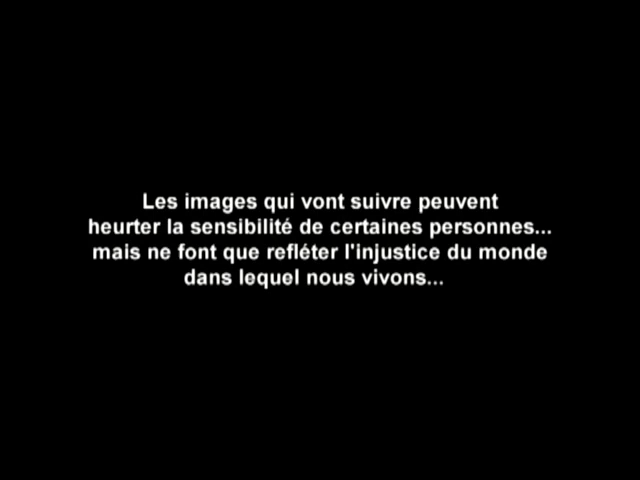 Les images qui vont suivre peuvent
heurter la sensibilité de certaines personnes...
mais ne font que refléter l'injustice du monde
dans lequel nous vivons...